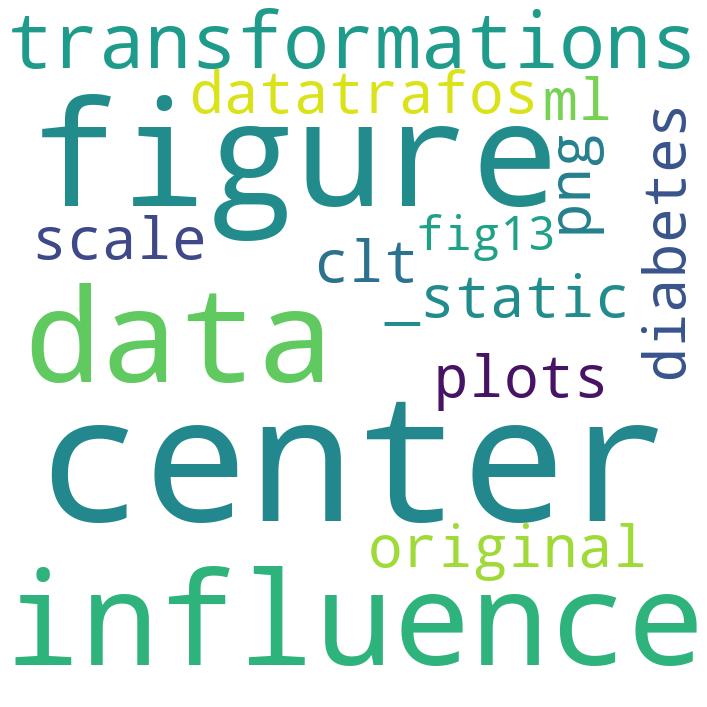 transformations
datatrafos ml
figure
png
diabetes
scale
clt fig13
_static
data
plots
center
original
influence